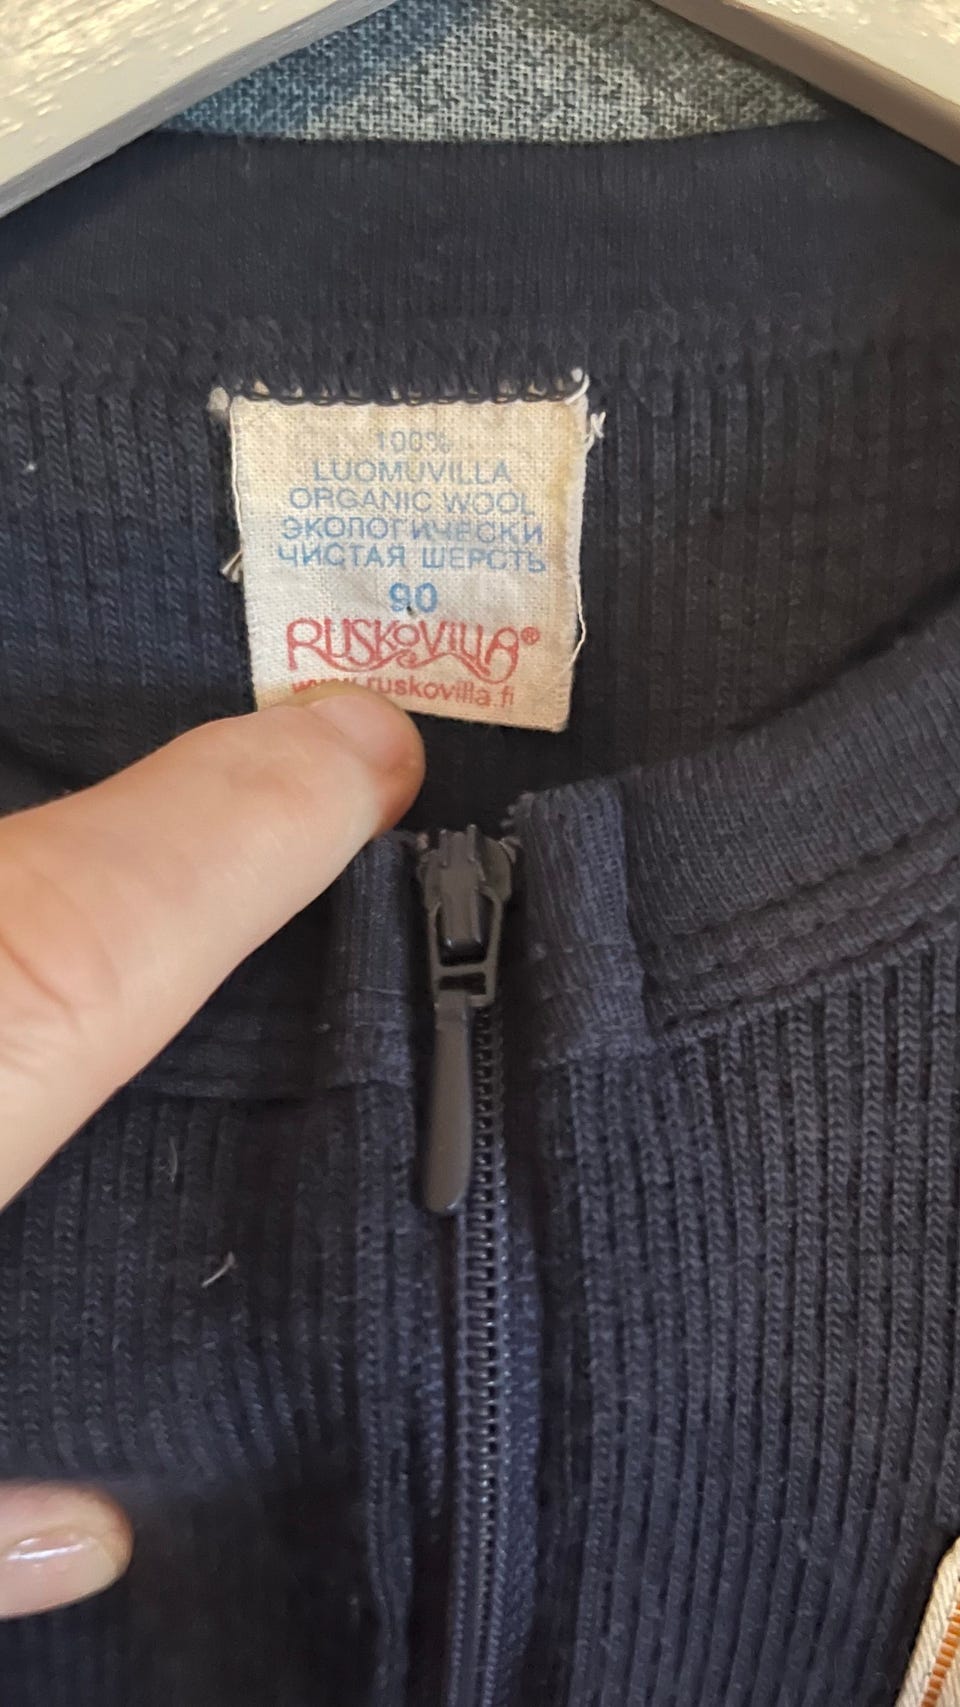 100%
LUOMUVILLA
ORGANIC WOOL
ЭКОЛОГИЧЕСКИ
ЧИСТАЯ ШЕРСТЬ
90
RUSKOVILLA®
www.ruskovilla.fi